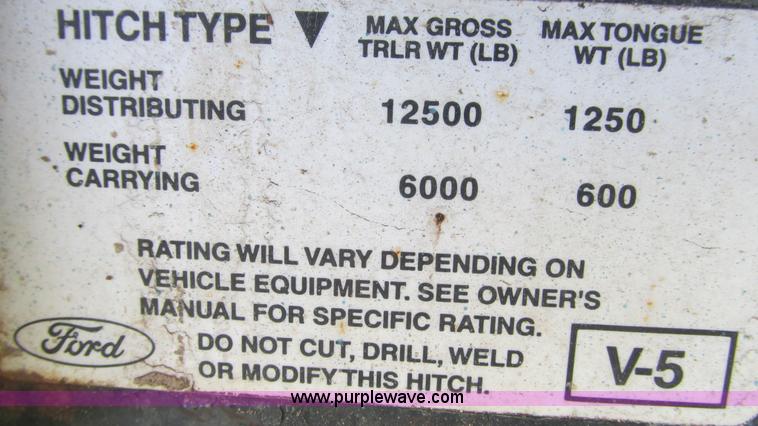 HITCH TYPE ▼ MAX GROSS TRLR WT (LB) MAX TONGUE WT (LB)
WEIGHT
DISTRIBUTING 12500 1250
WEIGHT
CARRYING 6000 600
RATING WILL VARY DEPENDING ON
VEHICLE EQUIPMENT. SEE OWNER'S
MANUAL FOR SPECIFIC RATING.
Ford
DO NOT CUT, DRILL, WELD
OR MODIFY THIS HITCH.
V-5
www.purplewave.com